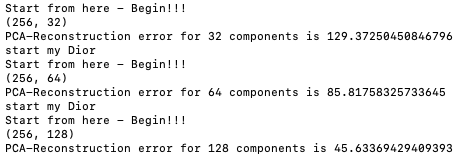 Start from here - Begin!!!
(256, 32)
PCA-Reconstruction error for 32 components is 129.37250450846796
start my Dior
Start from here - Begin!!!
(256, 64)
PCA-Reconstruction error for 64 components is 85.81758325733645
start my Dior
Start from here - Begin!!!
(256, 128)
PCA-Reconstruction error for 128 components is 45.63369429409393